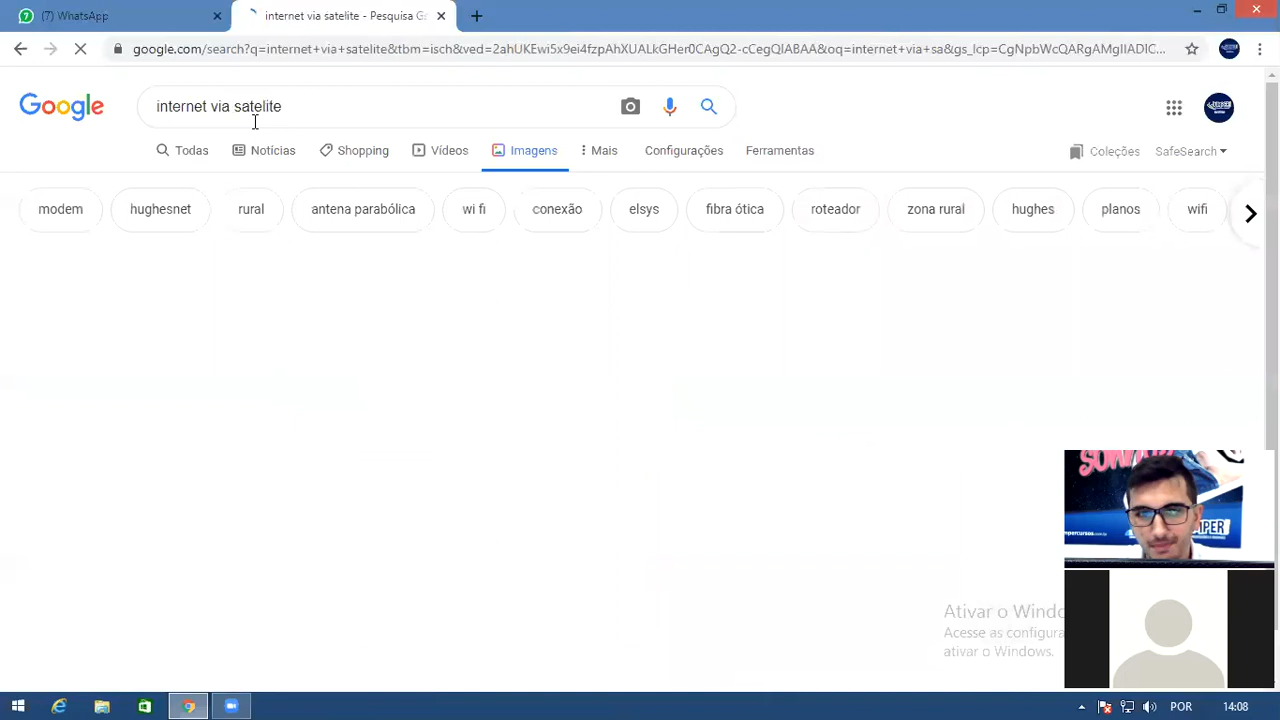 (7) WhatsApp
internet via satelite - Pesquisa Go
google.com/search?q=internet+via+satelite&tbm=isch&ved=2ahUKEwi5x9ei4fzpAhXUALkGHer0CAgQ2-cCegQIABAA&oq=internet+via+sa&gs_lcp=CgNpbWcQARgAMgIIADIC...
Google
internet via satelite
Todas
Notícias
Shopping
Vídeos
Imagens
Mais
Configurações
Ferramentas
Coleções
SafeSearch
modem
hughesnet
rural
antena parabólica
wi fi
conexão
elsys
fibra ótica
roteador
zona rural
hughes
planos
wifi
Ativar o Windo
Acesse as configura
ativar o Windows.
POR
14:08